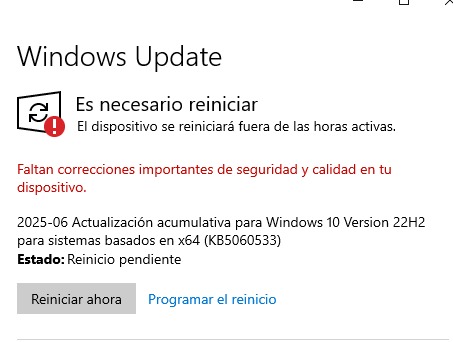 Windows Update
Es necesario reiniciar
El dispositivo se reiniciará fuera de las horas activas.
Faltan correcciones importantes de seguridad y calidad en tu
dispositivo.
2025-06 Actualización acumulativa para Windows 10 Version 22H2
para sistemas basados en x64 (KB5060533)
Estado: Reinicio pendiente
Reiniciar ahora
Programar el reinicio